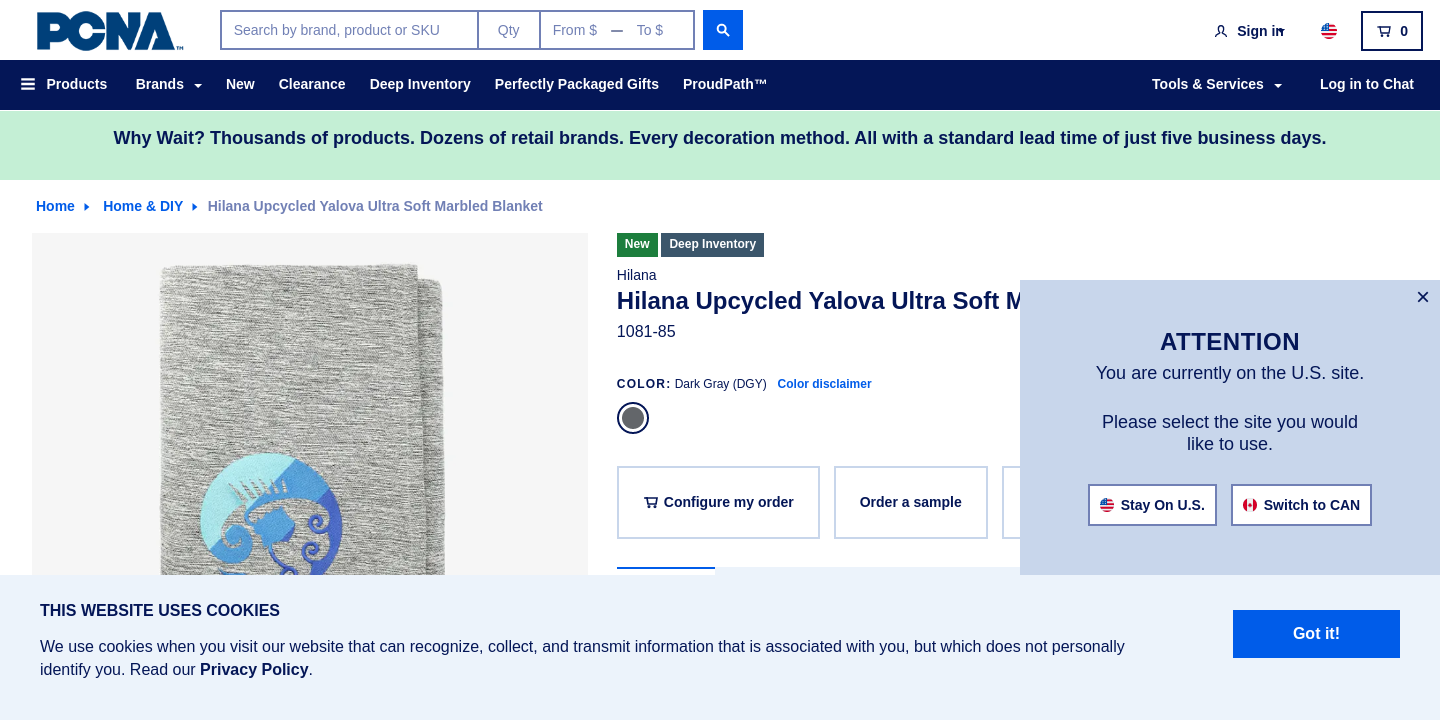 PCNA™
Search by brand, product or SKU
Qty
From $
To $
Sign in
0
Products
Brands
New
Clearance
Deep Inventory
Perfectly Packaged Gifts
ProudPath™
Tools & Services
Log in to Chat
Why Wait? Thousands of products. Dozens of retail brands. Every decoration method. All with a standard lead time of just five business days.
Home
Home & DIY
Hilana Upcycled Yalova Ultra Soft Marbled Blanket
New
Deep Inventory
Hilana
Hilana Upcycled Yalova Ultra Soft
1081-85
COLOR: Dark Gray (DGY)
Color disclaimer
Configure my order
Order a sample
×
ATTENTION
You are currently on the U.S. site.
Please select the site you would
like to use.
Stay On U.S.
Switch to CAN
THIS WEBSITE USES COOKIES
We use cookies when you visit our website that can recognize, collect, and transmit information that is associated with you, but which does not personally
identify you. Read our Privacy Policy.
Got it!